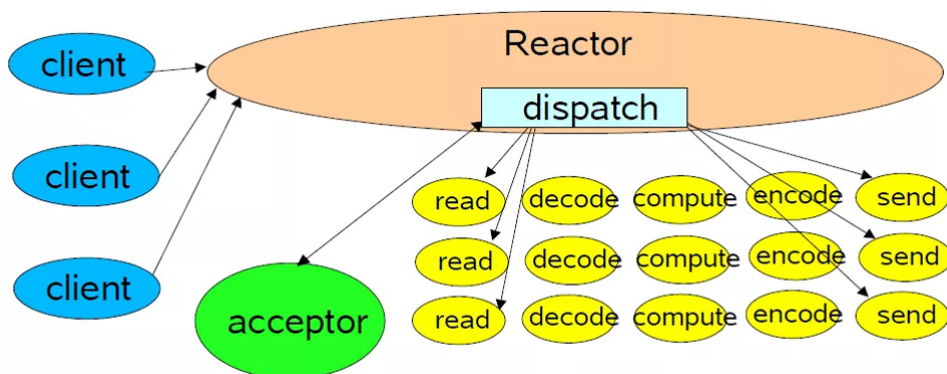 Reactor
client
dispatch
client
read decode compute encode send
read decode compute encode send
client
acceptor
read decode compute encode send